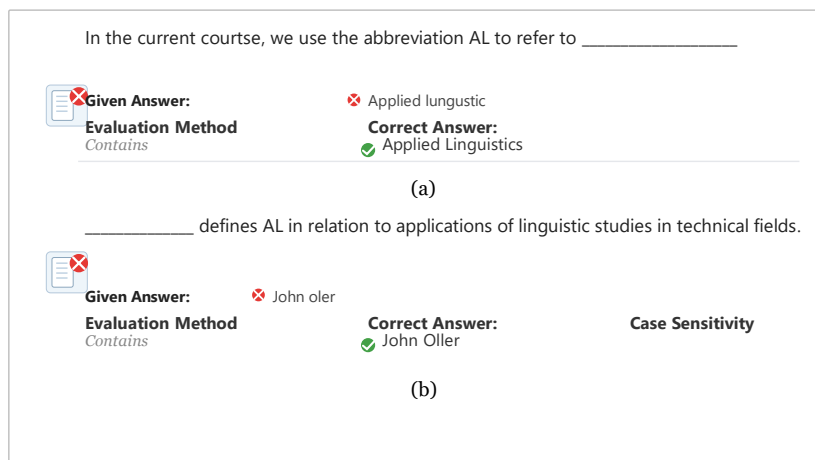 In the current courtse, we use the abbreviation AL to refer to ____________________
Given Answer: Applied lungustic
Evaluation Method Correct Answer:
Contains Applied Linguistics
(a)
______________ defines AL in relation to applications of linguistic studies in technical fields.
Given Answer: John oler
Evaluation Method Correct Answer: Case Sensitivity
Contains John Oller
(b)